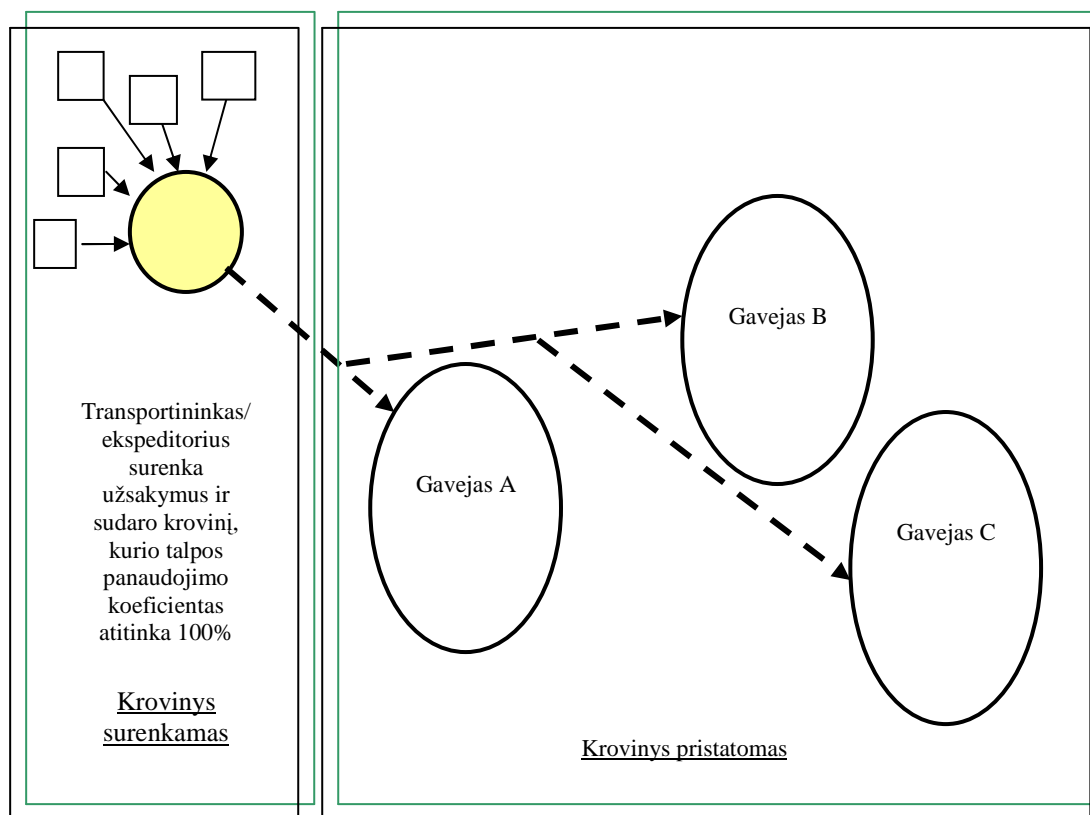 Transportininkas/
ekspeditorius
surenka
užsakymus ir
sudaro krovinį,
kurio talpos
panaudojimo
koeficientas
atitinka 100%
Krovinys
surenkamas
Gavejas A
Gavejas B
Gavejas C
Krovinys pristatomas